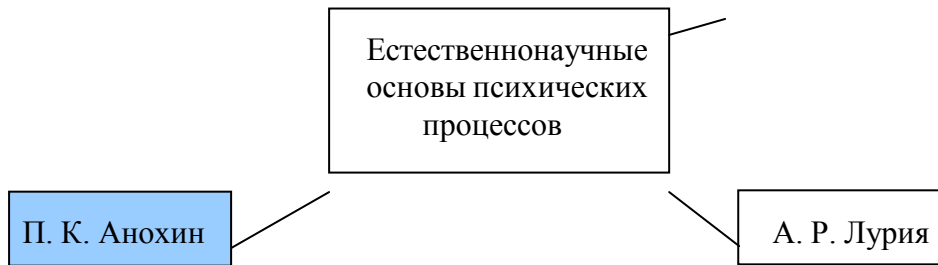 Естественнонаучные
основы психических
процессов
П. К. Анохин
А. Р. Лурия